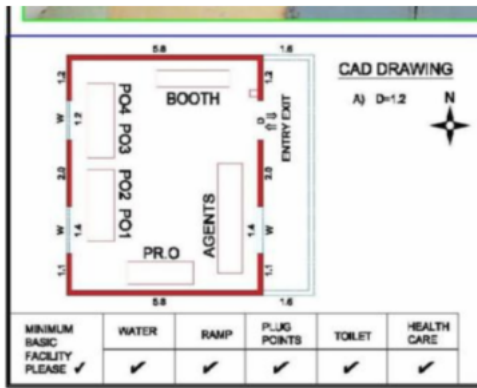 5.8 1.6
CAD DRAWING
A) D=1.2 N
1.2 1.2
BOOTH
PO4 PO3
W 1.2
D
ENTRY EXIT
2.0 2.0
PO2 PO1
AGENTS
W 1.4 1.4 W
PR.O
1.1 1.1
5.8 1.6
MINIMUM BASIC FACILITY PLEASE ✓
WATER RAMP PLUG POINTS TOILET HEALTH CARE
✓ ✓ ✓ ✓ ✓